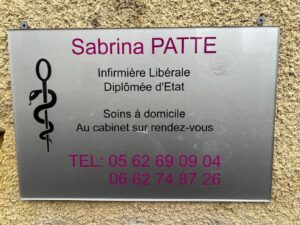 Sabrina PATTE
Infirmière Libérale
Diplômée d'Etat
Soins à domicile
Au cabinet sur rendez-vous
TEL: 05 62 69 09 04
06 62 74 87 26